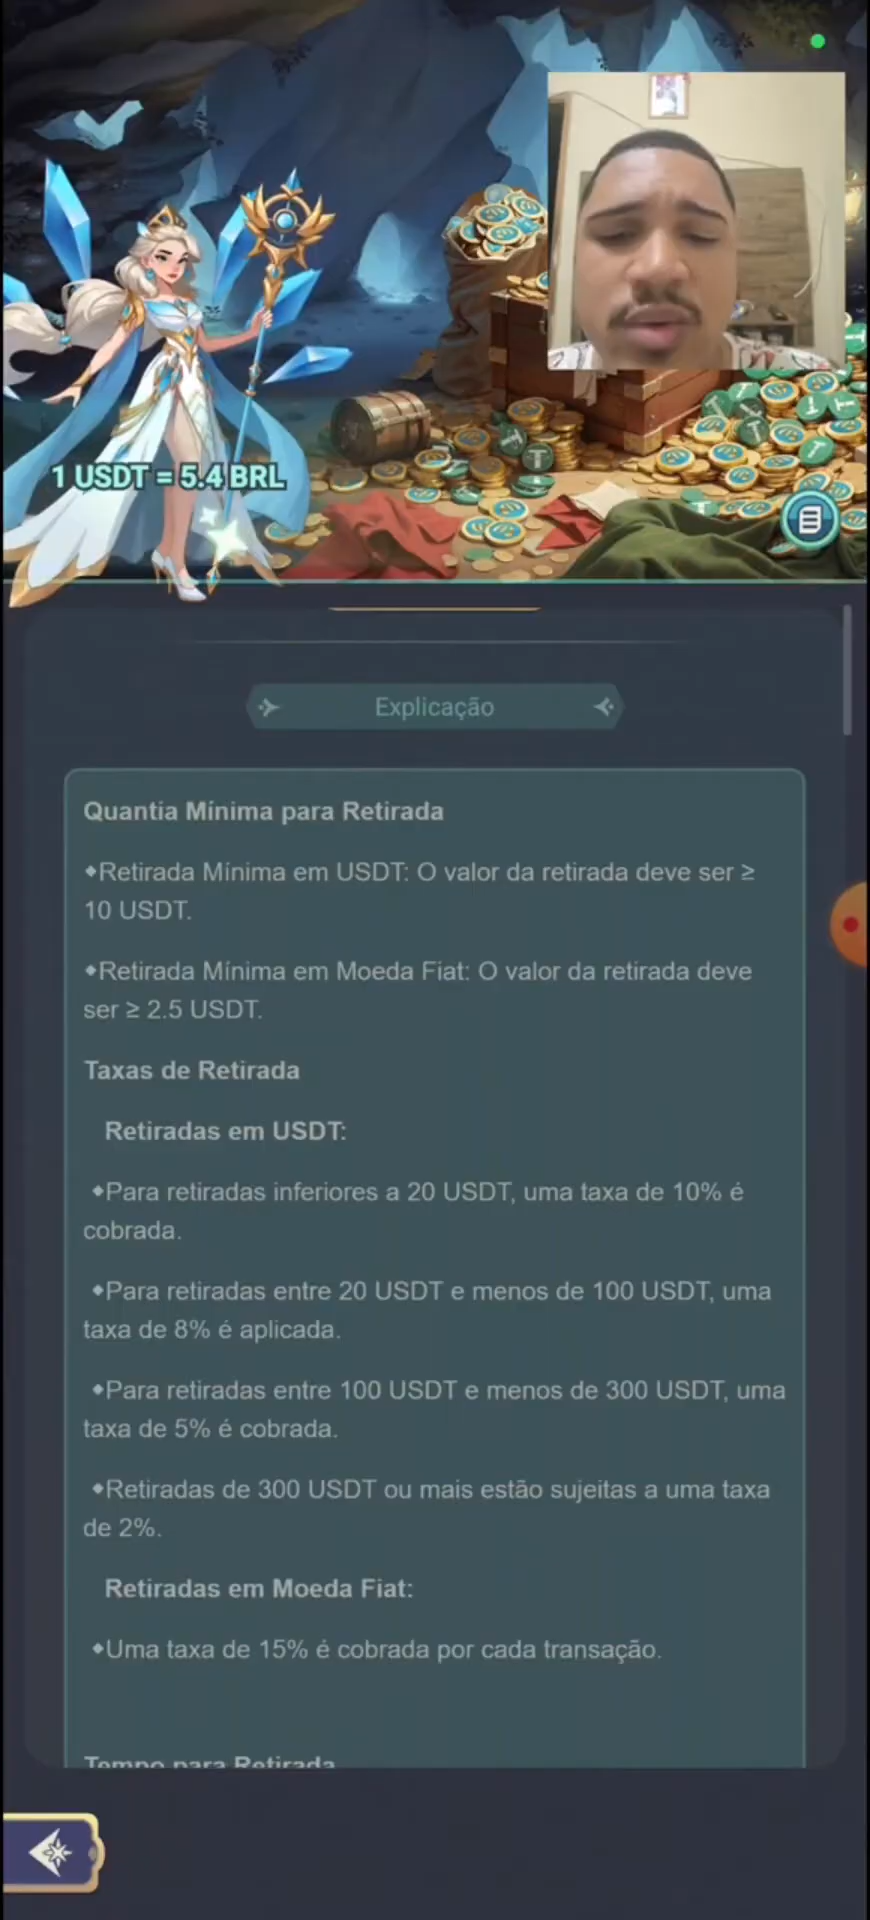 1 USDT = 5.4 BRL
Explicação
Quantia Mínima para Retirada
◆Retirada Mínima em USDT: O valor da retirada deve ser ≥
10 USDT.
◆Retirada Mínima em Moeda Fiat: O valor da retirada deve
ser ≥ 2.5 USDT.
Taxas de Retirada
Retiradas em USDT:
◆Para retiradas inferiores a 20 USDT, uma taxa de 10% é
cobrada.
◆Para retiradas entre 20 USDT e menos de 100 USDT, uma
taxa de 8% é aplicada.
◆Para retiradas entre 100 USDT e menos de 300 USDT, uma
taxa de 5% é cobrada.
◆Retiradas de 300 USDT ou mais estão sujeitas a uma taxa
de 2%.
Retiradas em Moeda Fiat:
◆Uma taxa de 15% é cobrada por cada transação.
Tempo para Retirada